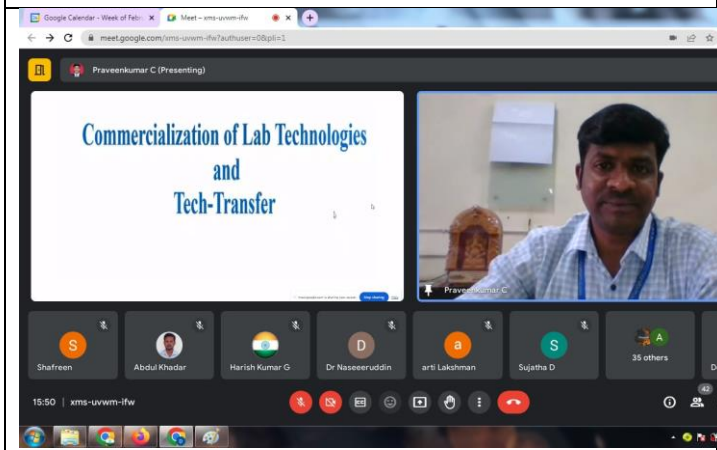 Google Calendar - Week of Febr
Meet – xms-uvwm-ifw
meet.google.com/xms-uvwm-ifw?authuser=0&pli=1
Praveenkumar C (Presenting)
Commercialization of Lab Technologies
and
Tech-Transfer
Stop sharing
Hide
Praveenkumar C
S
Shafreen
Abdul Khadar
Harish Kumar G
D
Dr Naseeeruddin
a
arti Lakshman
S
Sujatha D
A
35 others
D
15:50 | xms-uvwm-ifw
42